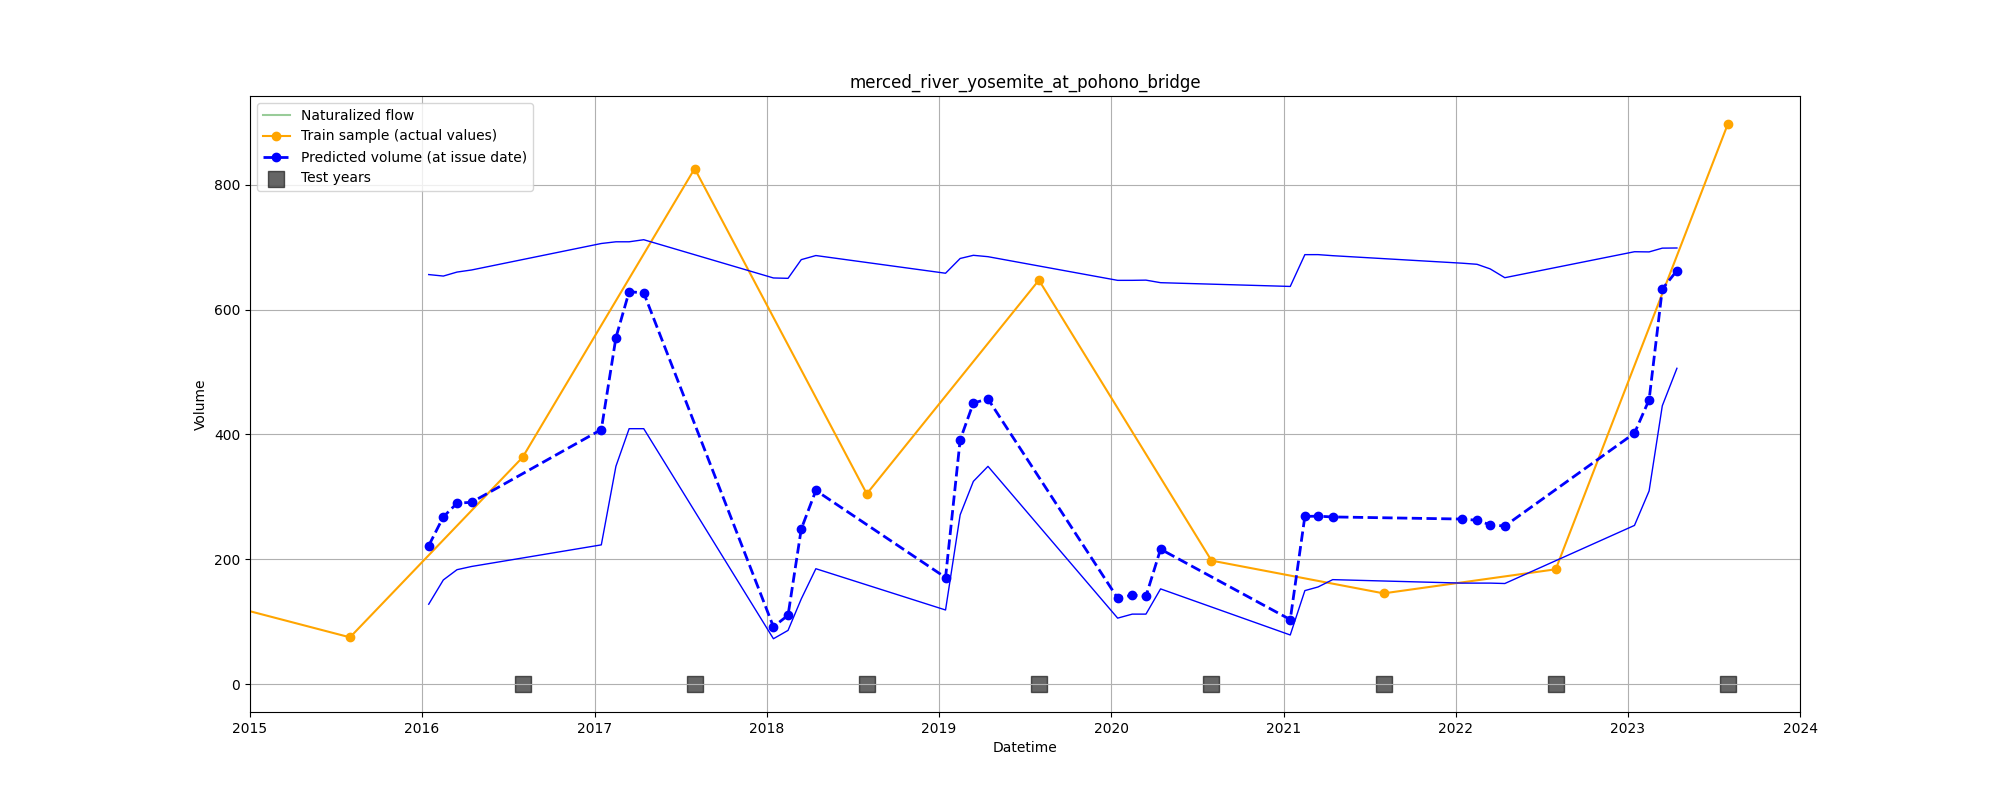 merced_river_yosemite_at_pohono_bridge
Naturalized flow
Train sample (actual values)
Predicted volume (at issue date)
Test years
800
600
400
200
0
Volume
2015 2016 2017 2018 2019 2020 2021 2022 2023 2024
Datetime